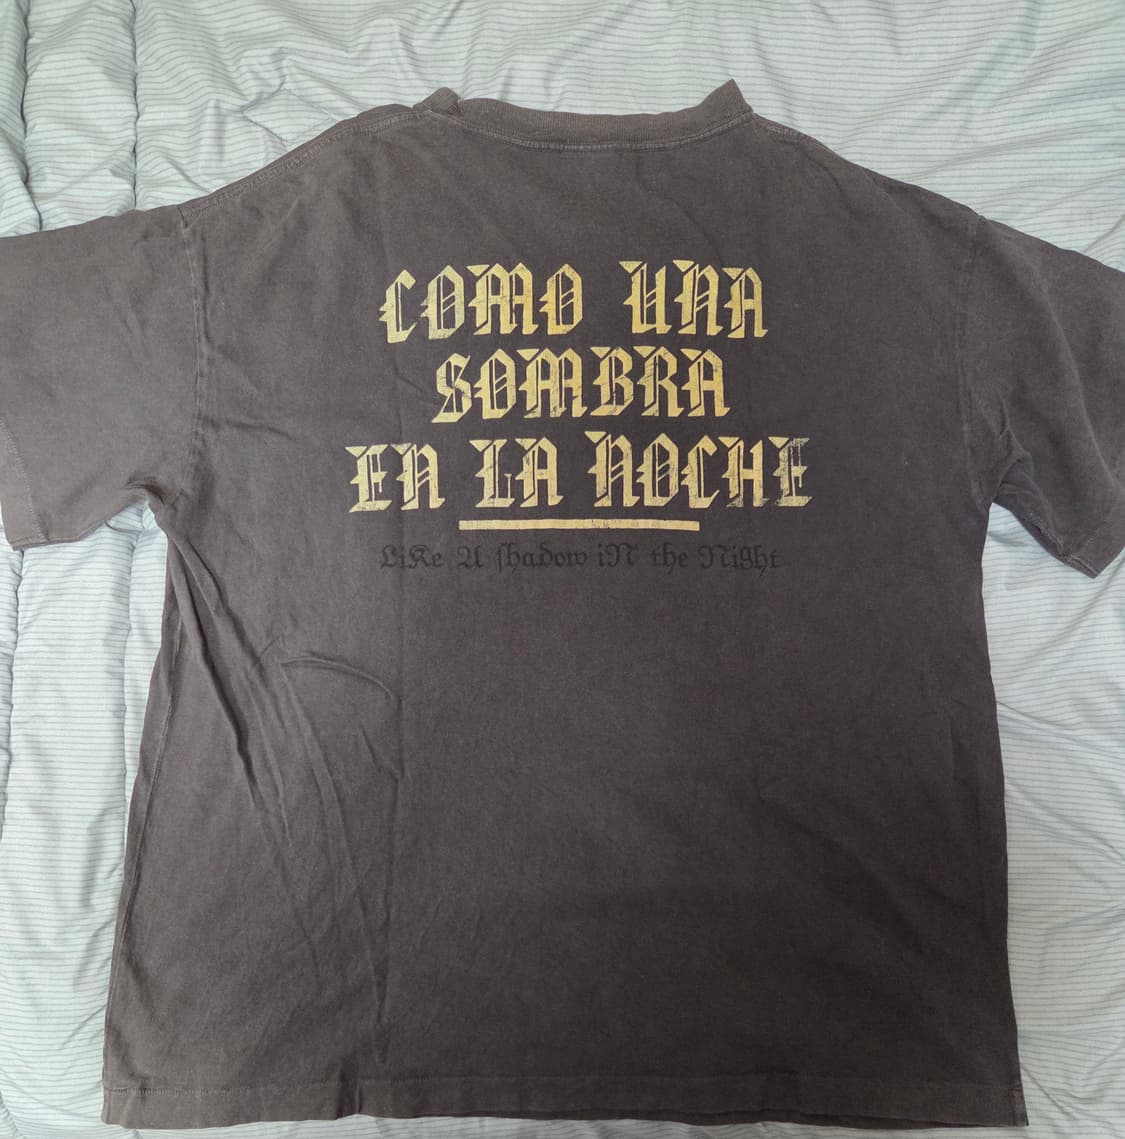 COMO UNA
SOMBRA
EN LA NOCHE
LiKe A ſhadow iN the Night